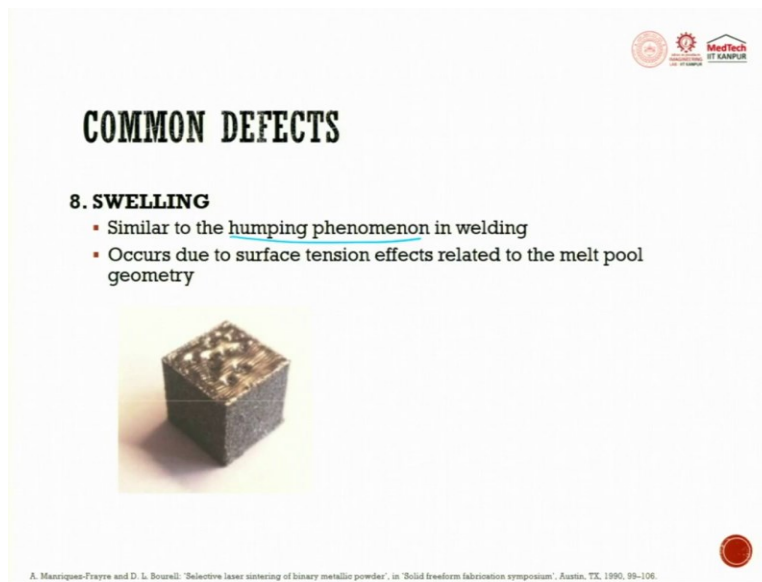 MedTech
IIT KANPUR
COMMON DEFECTS
8. SWELLING
▪ Similar to the humping phenomenon in welding
▪ Occurs due to surface tension effects related to the melt pool
geometry
A. Manriquez-Frayre and D. L. Bourell: 'Selective laser sintering of binary metallic powder', in 'Solid freeform fabrication symposium', Austin, TX, 1990, 99–106.